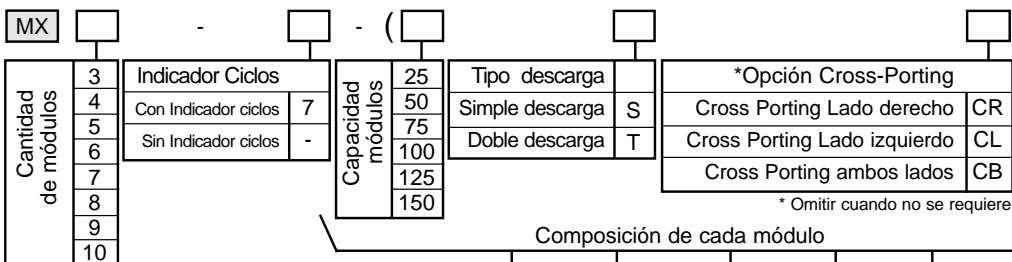 MX - - (
Cantidad de módulos
3
4
5
6
7
8
9
10
Indicador Ciclos
Con Indicador ciclos 7
Sin Indicador ciclos -
Capacidad módulos
25
50
75
100
125
150
Tipo descarga
Simple descarga S
Doble descarga T
*Opción Cross-Porting
Cross Porting Lado derecho CR
Cross Porting Lado izquierdo CL
Cross Porting ambos lados CB
* Omitir cuando no se requiere
Composición de cada módulo